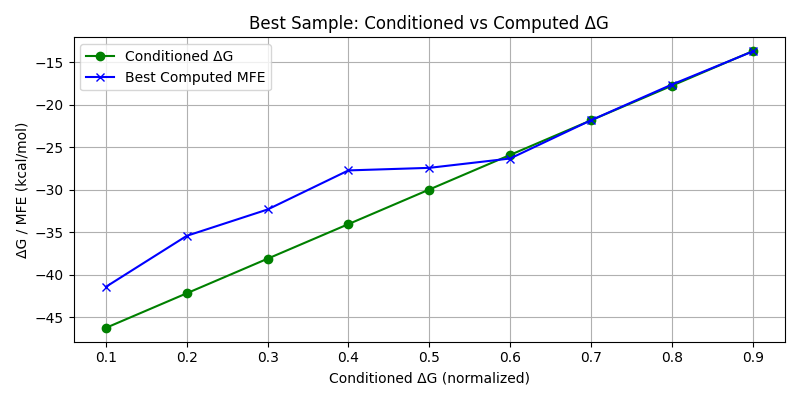 Best Sample: Conditioned vs Computed ΔG
Conditioned ΔG
Best Computed MFE
ΔG / MFE (kcal/mol)
−15
−20
−25
−30
−35
−40
−45
0.1 0.2 0.3 0.4 0.5 0.6 0.7 0.8 0.9
Conditioned ΔG (normalized)